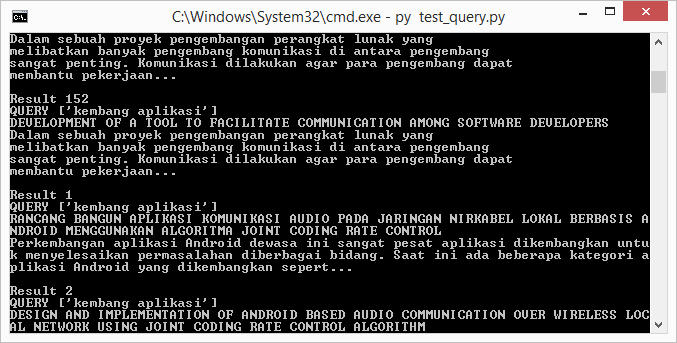 C:\Windows\System32\cmd.exe - py  test_query.py
Dalam sebuah proyek pengembangan perangkat lunak yang
melibatkan banyak pengembang komunikasi di antara pengembang
sangat penting. Komunikasi dilakukan agar para pengembang dapat
membantu pekerjaan...
Result 152
QUERY ['kembang aplikasi']
DEVELOPMENT OF A TOOL TO FACILITATE COMMUNICATION AMONG SOFTWARE DEVELOPERS
Dalam sebuah proyek pengembangan perangkat lunak yang
melibatkan banyak pengembang komunikasi di antara pengembang
sangat penting. Komunikasi dilakukan agar para pengembang dapat
membantu pekerjaan...
Result 1
QUERY ['kembang aplikasi']
RANCANG BANGUN APLIKASI KOMUNIKASI AUDIO PADA JARINGAN NIRKABEL LOKAL BERBASIS A
NDROID MENGGUNAKAN ALGORITMA JOINT CODING RATE CONTROL
Perkembangan aplikasi Android dewasa ini sangat pesat aplikasi dikembangkan untu
k menyelesaikan permasalahan diberbagai bidang. Saat ini ada beberapa kategori a
plikasi Android yang dikembangkan sepert...
Result 2
QUERY ['kembang aplikasi']
DESIGN AND IMPLEMENTATION OF ANDROID BASED AUDIO COMMUNICATION OVER WIRELESS LOC
AL NETWORK USING JOINT CODING RATE CONTROL ALGORITHM